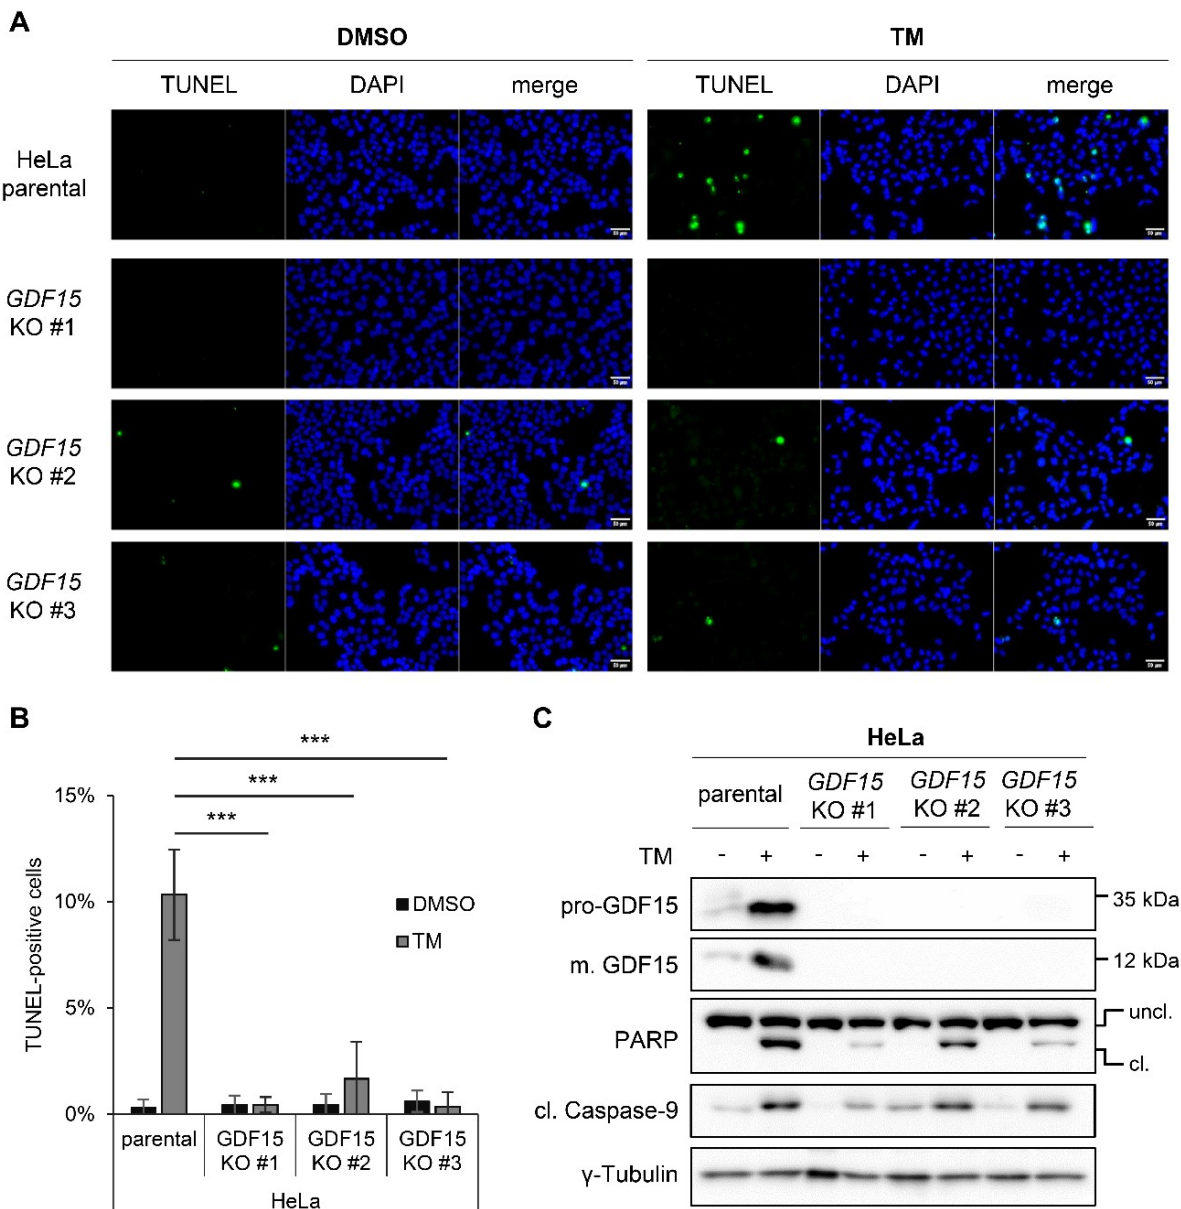 A
DMSO TM
TUNEL DAPI merge TUNEL DAPI merge
HeLa
parental
GDF15
KO #1
GDF15
KO #2
GDF15
KO #3
B
***
***
***
15%
10%
5%
0%
TUNEL-positive cells
DMSO
TM
parental GDF15 GDF15 GDF15
KO #1 KO #2 KO #3
HeLa
C
HeLa
parental GDF15 GDF15 GDF15
KO #1 KO #2 KO #3
TM - + - + - + - +
pro-GDF15 35 kDa
m. GDF15 12 kDa
PARP uncl.
cl.
cl. Caspase-9
γ-Tubulin